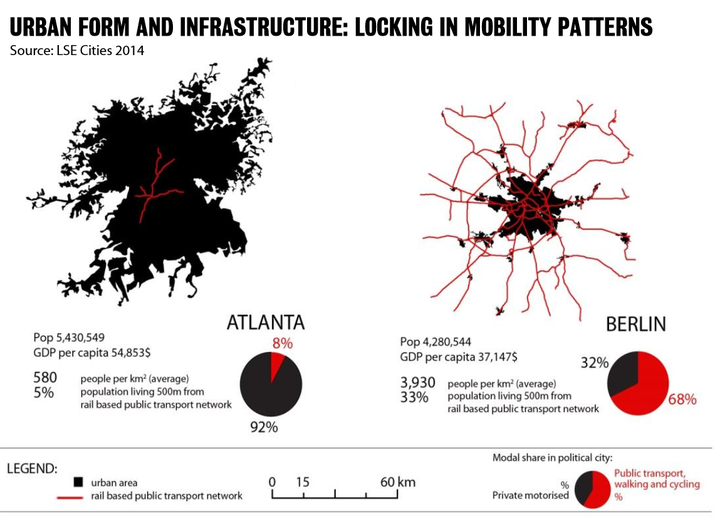 URBAN FORM AND INFRASTRUCTURE: LOCKING IN MOBILITY PATTERNS
Source: LSE Cities 2014
ATLANTA
Pop 5,430,549
GDP per capita 54,853$
8%
580 people per km² (average)
5% population living 500m from
rail based public transport network
92%
BERLIN
Pop 4,280,544
GDP per capita 37,147$
32%
3,930 people per km² (average)
33% population living 500m from
rail based public transport network
68%
LEGEND:
urban area
rail based public transport network
0 15 60 km
Modal share in political city:
%
Private motorised
Public transport,
walking and cycling
%